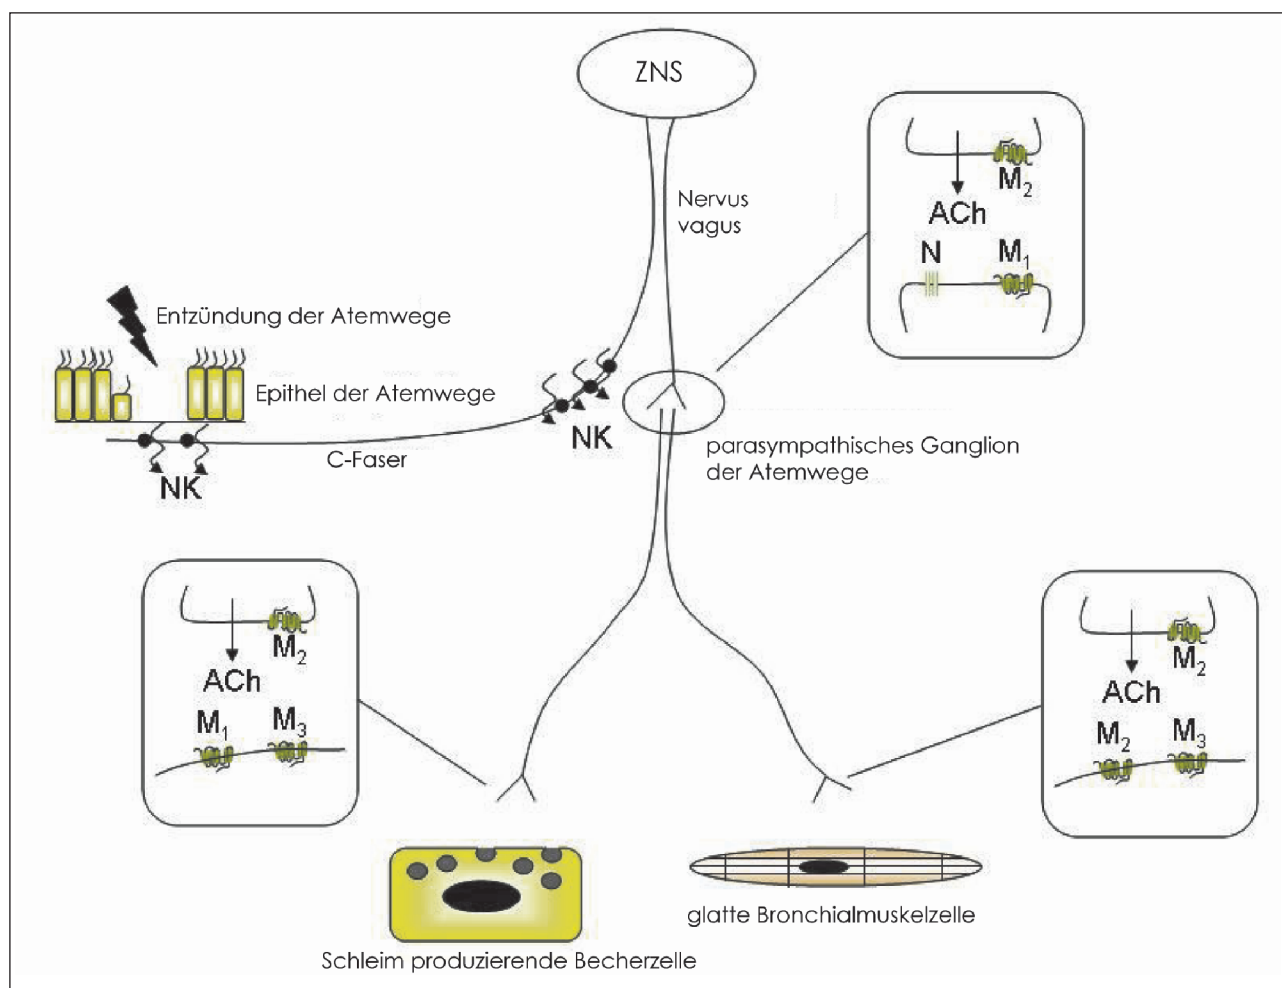 ZNS
Nervus
vagus
M2
ACh
N
M1
Entzündung der Atemwege
Epithel der Atemwege
C-Faser
NK
NK
parasympathisches Ganglion
der Atemwege
M2
ACh
M1
M3
M2
ACh
M2
M3
Schleim produzierende Becherzelle
glatte Bronchialmuskelzelle